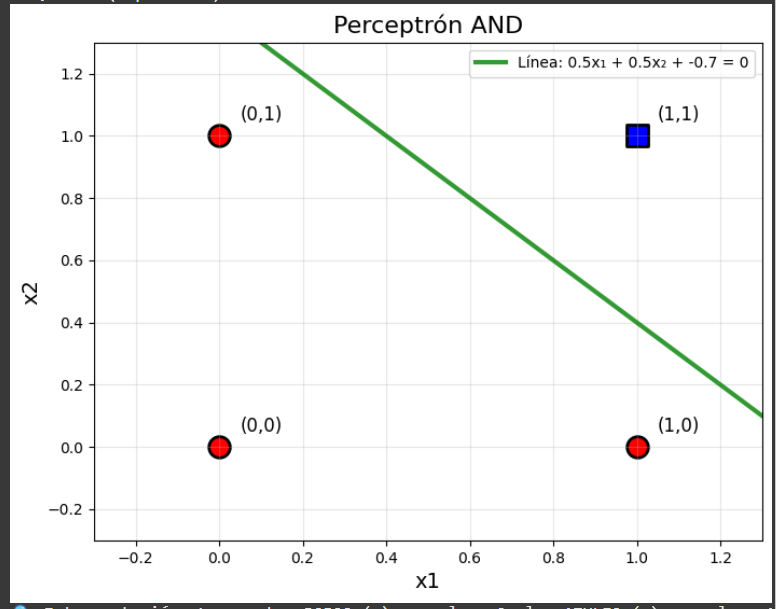 Perceptrón AND
Línea: 0.5x₁ + 0.5x₂ + -0.7 = 0
1.2
(0,1)
(1,1)
1.0
0.8
0.6
x2
0.4
0.2
(0,0)
(1,0)
0.0
−0.2
−0.2 0.0 0.2 0.4 0.6 0.8 1.0 1.2
x1